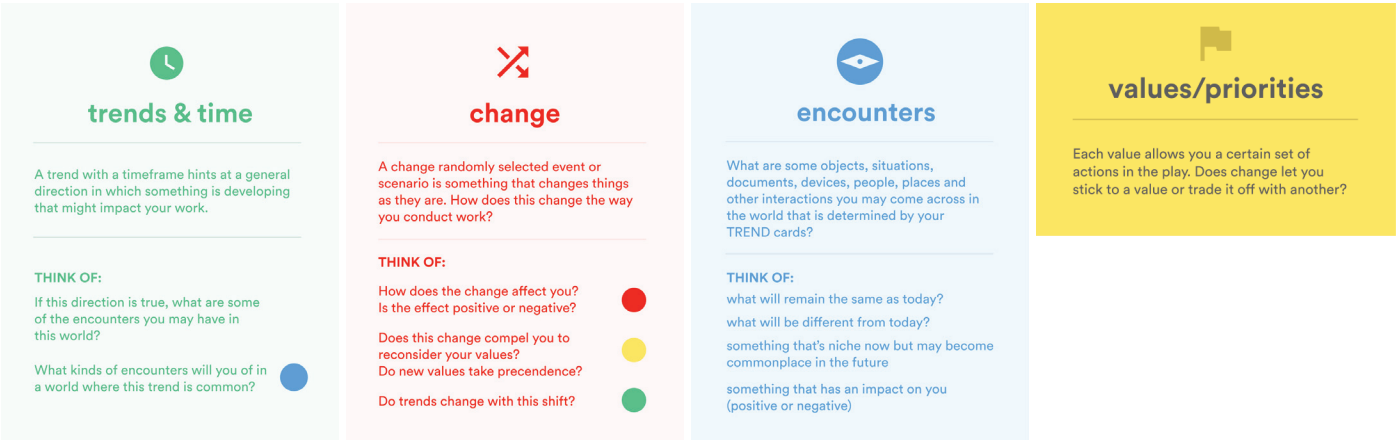 trends & time
A trend with a timeframe hints at a general
direction in which something is developing
that might impact your work.
THINK OF:
If this direction is true, what are some
of the encounters you may have in
this world?
What kinds of encounters will you of in
a world where this trend is common?
change
A change randomly selected event or
scenario is something that changes things
as they are. How does this change the way
you conduct work?
THINK OF:
How does the change affect you?
Is the effect positive or negative?
Does this change compel you to
reconsider your values?
Do new values take precendence?
Do trends change with this shift?
encounters
What are some objects, situations,
documents, devices, people, places and
other interactions you may come across in
the world that is determined by your
TREND cards?
THINK OF:
what will remain the same as today?
what will be different from today?
something that's niche now but may become
commonplace in the future
something that has an impact on you
(positive or negative)
values/priorities
Each value allows you a certain set of
actions in the play. Does change let you
stick to a value or trade it off with another?